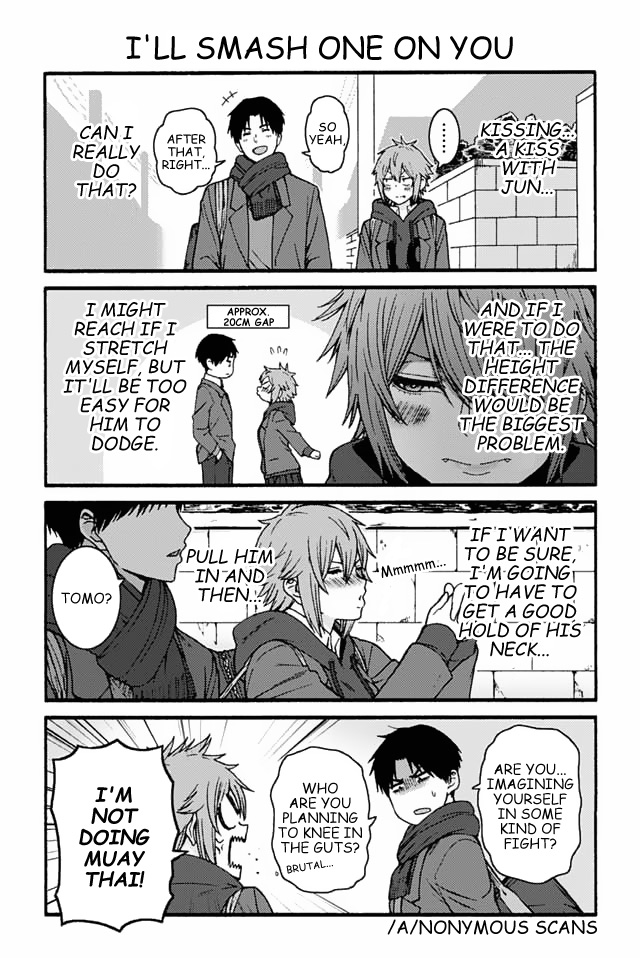 I'LL SMASH ONE ON YOU
KISSING...
A KISS
WITH
JUN...
......
SO
YEAH,
AFTER
THAT,
RIGHT...
CAN I
REALLY
DO
THAT?
AND IF I
WERE TO DO
THAT... THE
HEIGHT
DIFFERENCE
WOULD BE
THE BIGGEST
PROBLEM.
APPROX.
20CM GAP
I MIGHT
REACH IF I
STRETCH
MYSELF, BUT
IT'LL BE TOO
EASY FOR
HIM TO
DODGE.
IF I WANT
TO BE SURE,
I'M GOING
TO HAVE TO
GET A GOOD
HOLD OF HIS
NECK...
Mmmmm...
PULL HIM
IN AND
THEN...
TOMO?
ARE YOU...
IMAGINING
YOURSELF
IN SOME
KIND OF
FIGHT?
WHO
ARE YOU
PLANNING
TO KNEE IN
THE GUTS?
BRUTAL...
I'M
NOT
DOING
MUAY
THAI!
/A/NONYMOUS SCANS